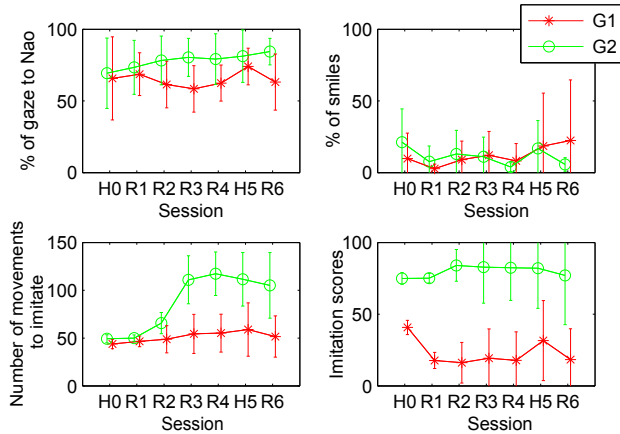 G1
G2
% of gaze to Nao
100
50
0
H0 R1 R2 R3 R4 H5 R6
Session
% of smiles
100
50
0
H0 R1 R2 R3 R4 H5 R6
Session
Number of movements
to imitate
150
100
50
0
H0 R1 R2 R3 R4 H5 R6
Session
Imitation scores
100
50
0
H0 R1 R2 R3 R4 H5 R6
Session